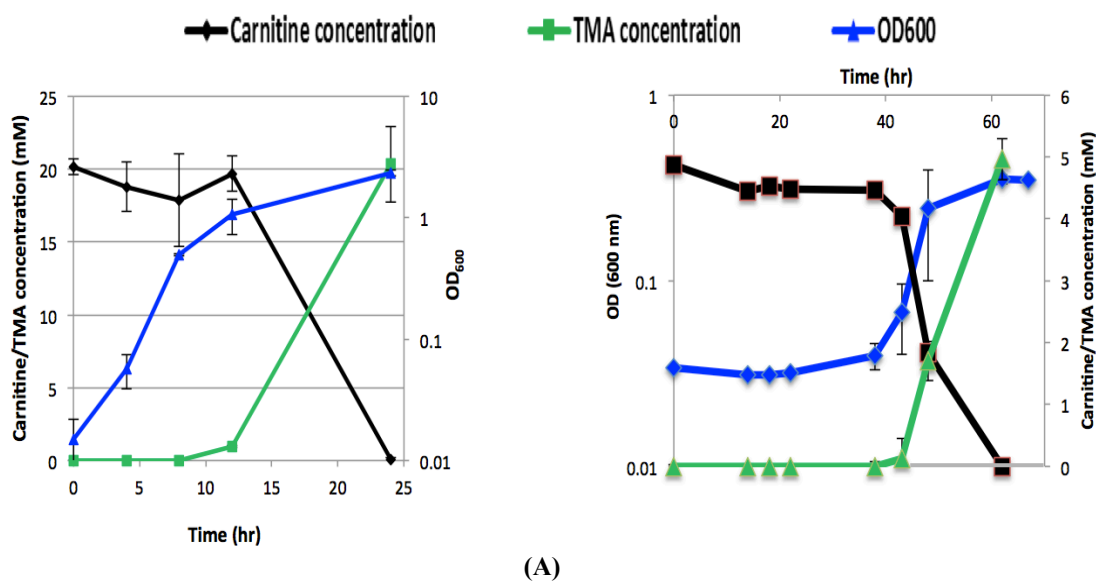 Carnitine concentration TMA concentration OD600
25
20
15
10
5
0
Carnitine/TMA concentration (mM)
10
1
0.1
0.01
OD600
0 5 10 15 20 25
Time (hr)
Time (hr)
0 20 40 60
1
0.1
0.01
OD (600 nm)
6
5
4
3
2
1
0
Carnitine/TMA concentration (mM)
(A)